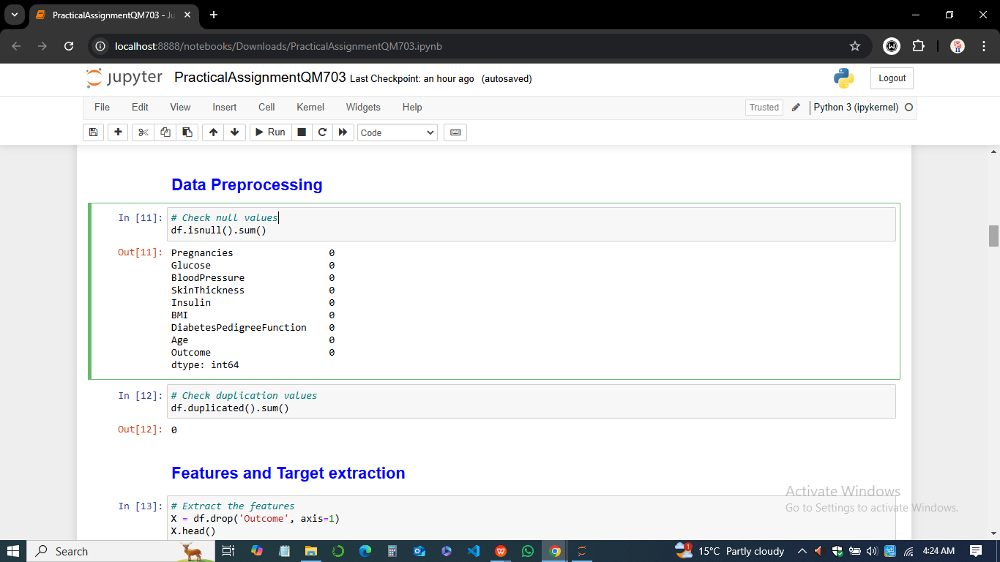 PracticalAssignmentQM703 - Ju
localhost:8888/notebooks/Downloads/PracticalAssignmentQM703.ipynb
jupyter PracticalAssignmentQM703 Last Checkpoint: an hour ago (autosaved)
Logout
File Edit View Insert Cell Kernel Widgets Help
Trusted Python 3 (ipykernel)
Run Code
Data Preprocessing
In [11]: # Check null values
df.isnull().sum()
Out[11]: Pregnancies 0
Glucose 0
BloodPressure 0
SkinThickness 0
Insulin 0
BMI 0
DiabetesPedigreeFunction 0
Age 0
Outcome 0
dtype: int64
In [12]: # Check duplication values
df.duplicated().sum()
Out[12]: 0
Features and Target extraction
In [13]: # Extract the features
X = df.drop('Outcome', axis=1)
X.head()
Activate Windows
Go to Settings to activate Windows.
Search
1
15°C Partly cloudy
4:24 AM